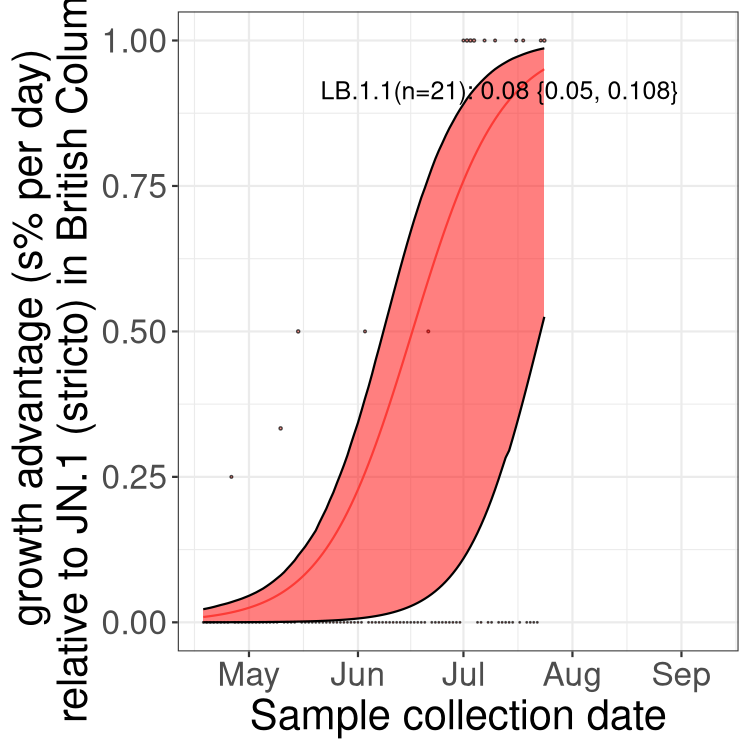 growth advantage (s% per day)
relative to JN.1 (stricto) in British Colum
1.00
0.75
0.50
0.25
0.00
LB.1.1(n=21): 0.08 {0.05, 0.108}
May Jun Jul Aug Sep
Sample collection date